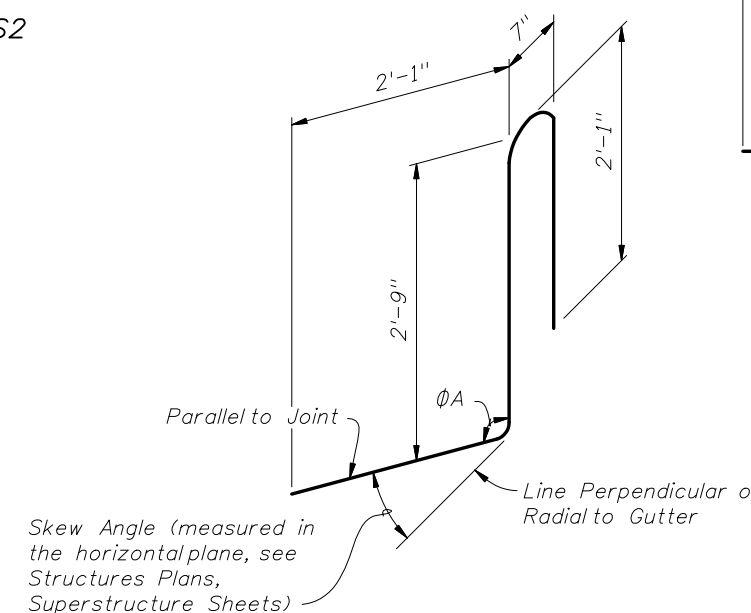 S2
7"
2'-1"
2'-1"
2'-9"
ϕA
Parallel to Joint
Line Perpendicular o
Radial to Gutter
Skew Angle (measured in
the horizontal plane, see
Structures Plans,
Superstructure Sheets)